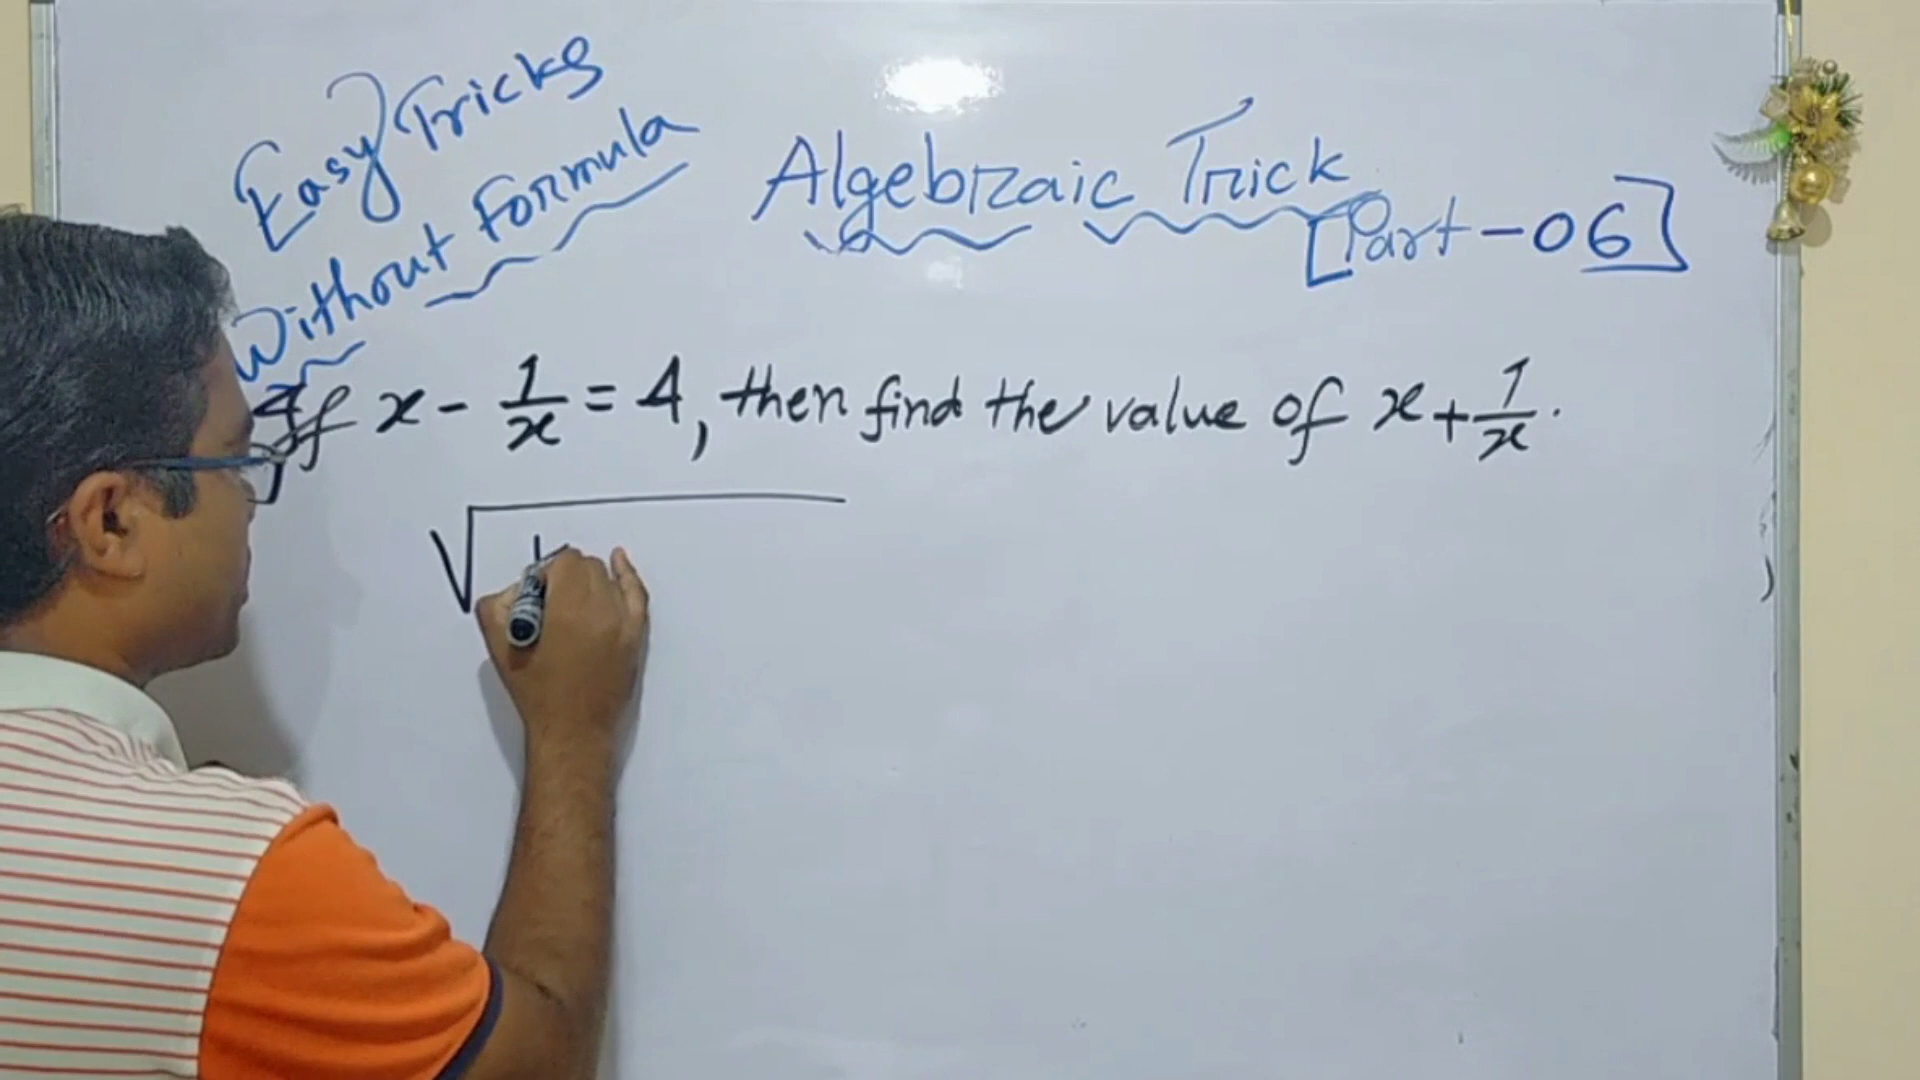 Easy Tricks
Without Formula
Algebraic Trick
[Part-06]
If x - 1/x = 4, then find the value of x + 1/x.
√